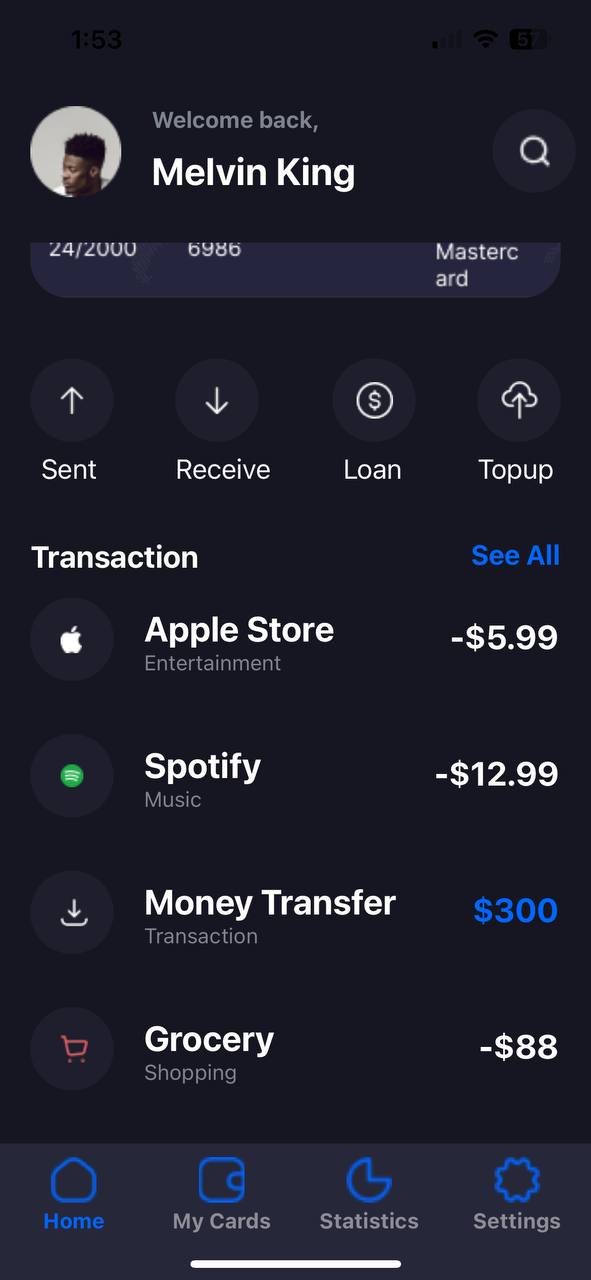 1:53
57
Welcome back,
Melvin King
24/2000 6986 Masterc
ard
Sent Receive Loan Topup
Transaction See All
Apple Store -$5.99
Entertainment
Spotify -$12.99
Music
Money Transfer $300
Transaction
Grocery -$88
Shopping
Home My Cards Statistics Settings